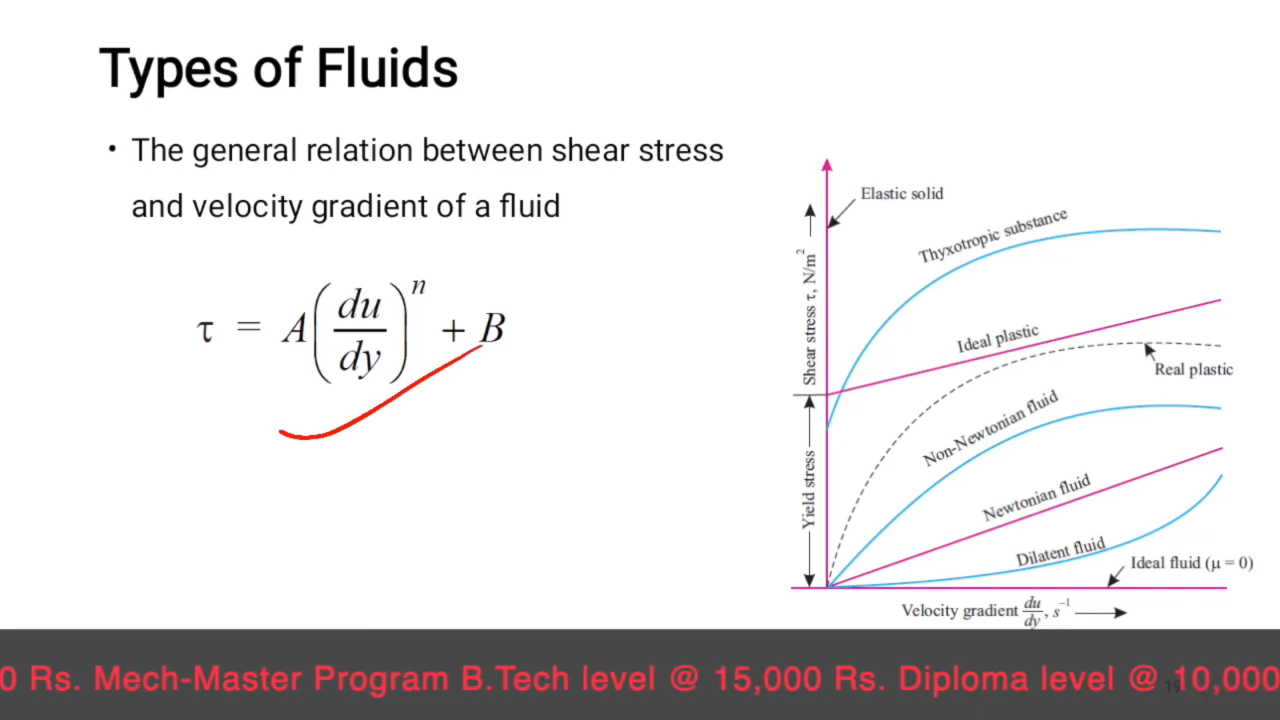 Types of Fluids
• The general relation between shear stress
and velocity gradient of a fluid
τ = A(du/dy)^n + B
Elastic solid
Thyxotropic substance
Shear stress τ, N/m²
Ideal plastic
Real plastic
Non-Newtonian fluid
Yield stress
Newtonian fluid
Dilatent fluid
Ideal fluid (μ = 0)
Velocity gradient du/dy, s⁻¹
0 Rs. Mech-Master Program B.Tech level @ 15,000 Rs. Diploma level @ 10,000